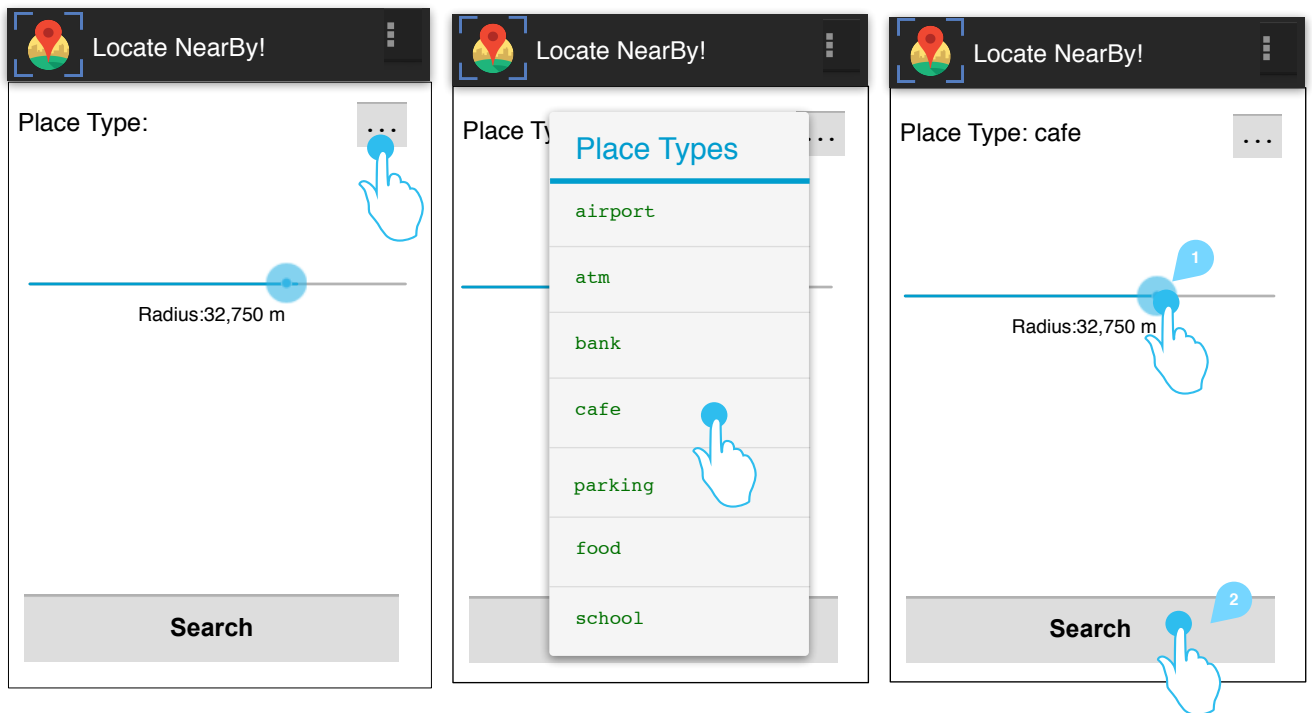 Locate NearBy!
Place Type:
...
Radius:32,750 m
Search
Locate NearBy!
Place Ty
...
Place Types
airport
atm
bank
cafe
parking
food
school
Locate NearBy!
Place Type: cafe
...
1
Radius:32,750 m
2
Search